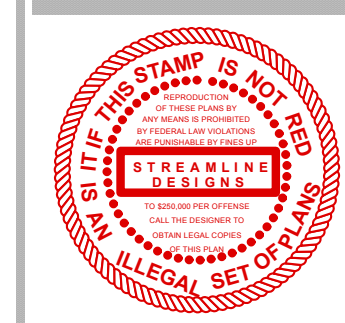 IF THIS STAMP IS NOT RED
IT IS AN ILLEGAL SET OF PLANS
REPRODUCTION
OF THESE PLANS BY
ANY MEANS IS PROHIBITED
BY FEDERAL LAW VIOLATIONS
ARE PUNISHABLE BY FINES UP
STREAMLINE
DESIGNS
TO $250,000 PER OFFENSE
CALL THE DESIGNER TO
OBTAIN LEGAL COPIES
OF THIS PLAN